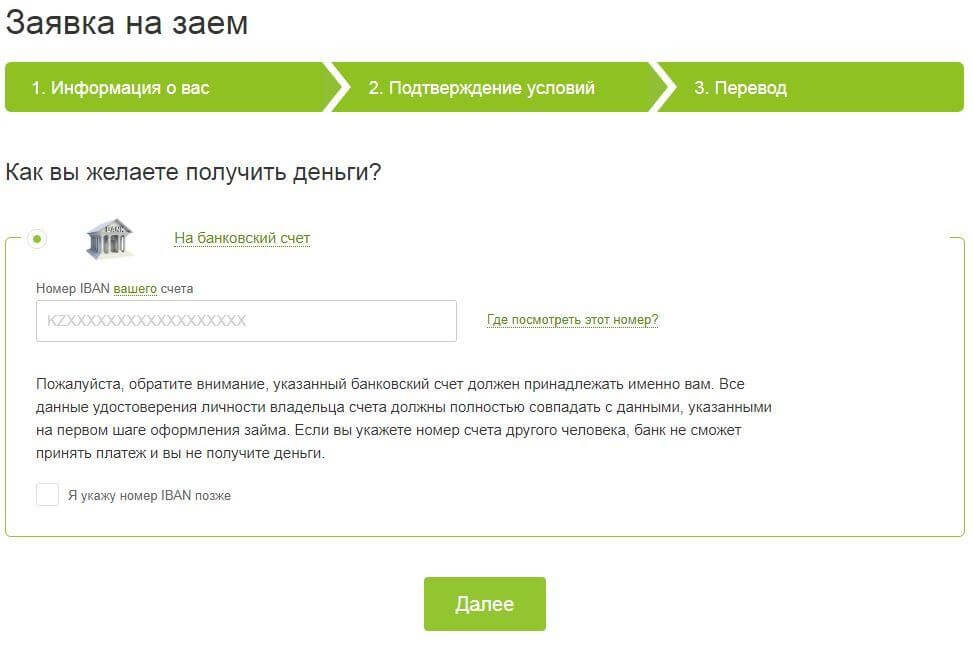 Заявка на заем
1. Информация о вас
2. Подтверждение условий
3. Перевод
Как вы желаете получить деньги?
BANK
На банковский счет
Номер IBAN вашего счета
KZXXXXXXXXXXXXXXXXXX
Где посмотреть этот номер?
Пожалуйста, обратите внимание, указанный банковский счет должен принадлежать именно вам. Все
данные удостоверения личности владельца счета должны полностью совпадать с данными, указанными
на первом шаге оформления займа. Если вы укажете номер счета другого человека, банк не сможет
принять платеж и вы не получите деньги.
Я укажу номер IBAN позже
Далее